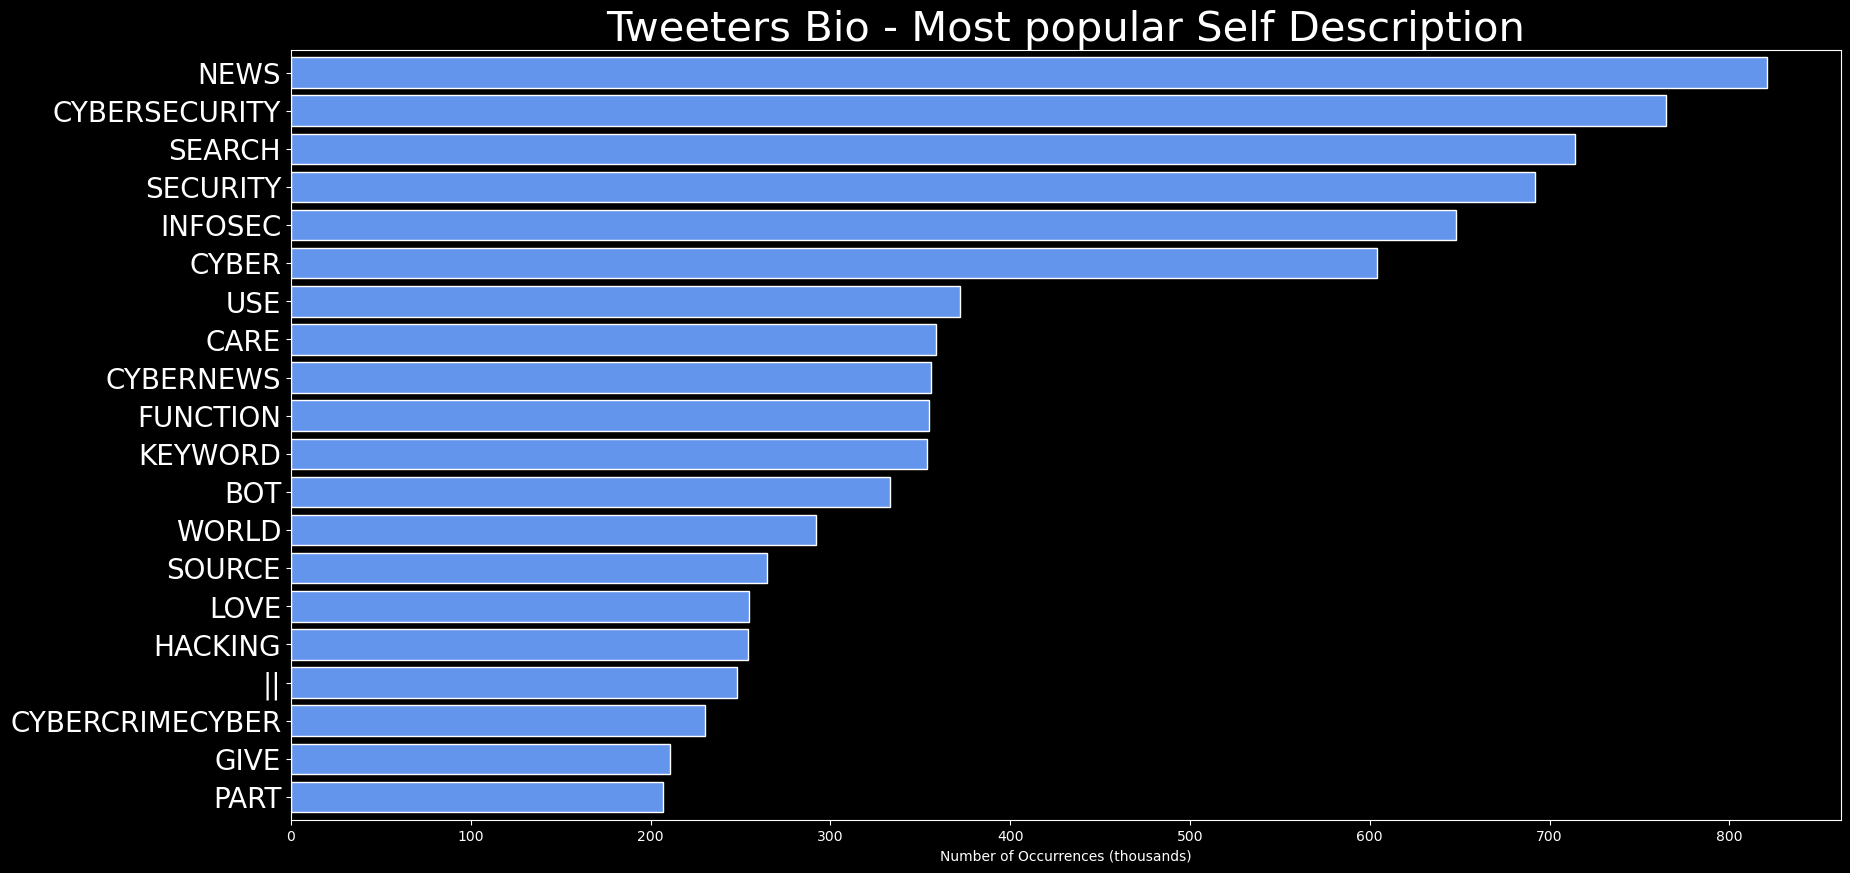 Tweeters Bio - Most popular Self Description
NEWS
CYBERSECURITY
SEARCH
SECURITY
INFOSEC
CYBER
USE
CARE
CYBERNEWS
FUNCTION
KEYWORD
BOT
WORLD
SOURCE
LOVE
HACKING
||
CYBERCRIMECYBER
GIVE
PART
0 100 200 300 400 500 600 700 800
Number of Occurrences (thousands)